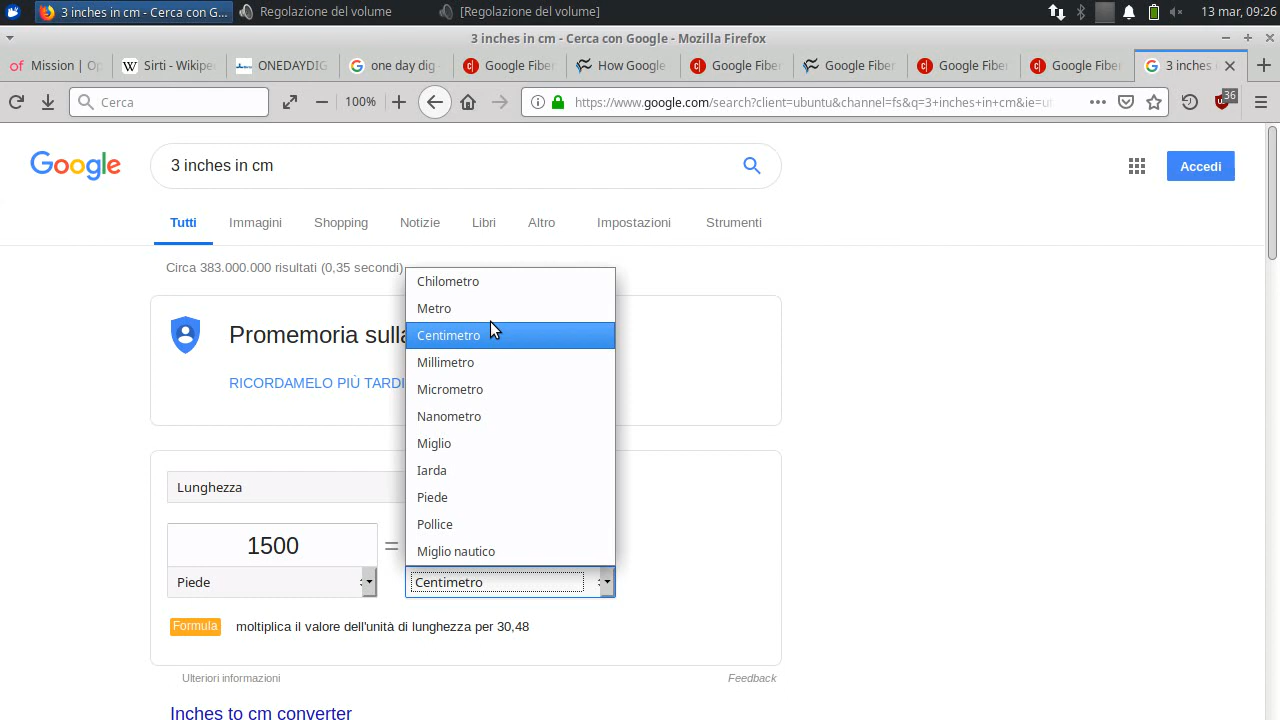 3 inches in cm - Cerca con G...
Regolazione del volume
[Regolazione del volume]
13 mar, 09:26
3 inches in cm - Cerca con Google - Mozilla Firefox
Mission | Op
Sirti - Wikipe
ONEDAYDIG
one day dig
Google Fiber
How Google
Google Fiber
Google Fiber
Google Fiber
Google Fiber
3 inches
Cerca
100%
https://www.google.com/search?client=ubuntu&channel=fs&q=3+inches+in+cm&ie=ut
36
Google
3 inches in cm
Accedi
Tutti
Immagini
Shopping
Notizie
Libri
Altro
Impostazioni
Strumenti
Circa 383.000.000 risultati (0,35 secondi)
Promemoria sulla
RICORDAMELO PIÙ TARDI
Chilometro
Metro
Centimetro
Millimetro
Micrometro
Nanometro
Miglio
Iarda
Piede
Pollice
Miglio nautico
Lunghezza
1500 =
Piede
Centimetro
Formula moltiplica il valore dell'unità di lunghezza per 30,48
Ulteriori informazioni
Feedback
Inches to cm converter